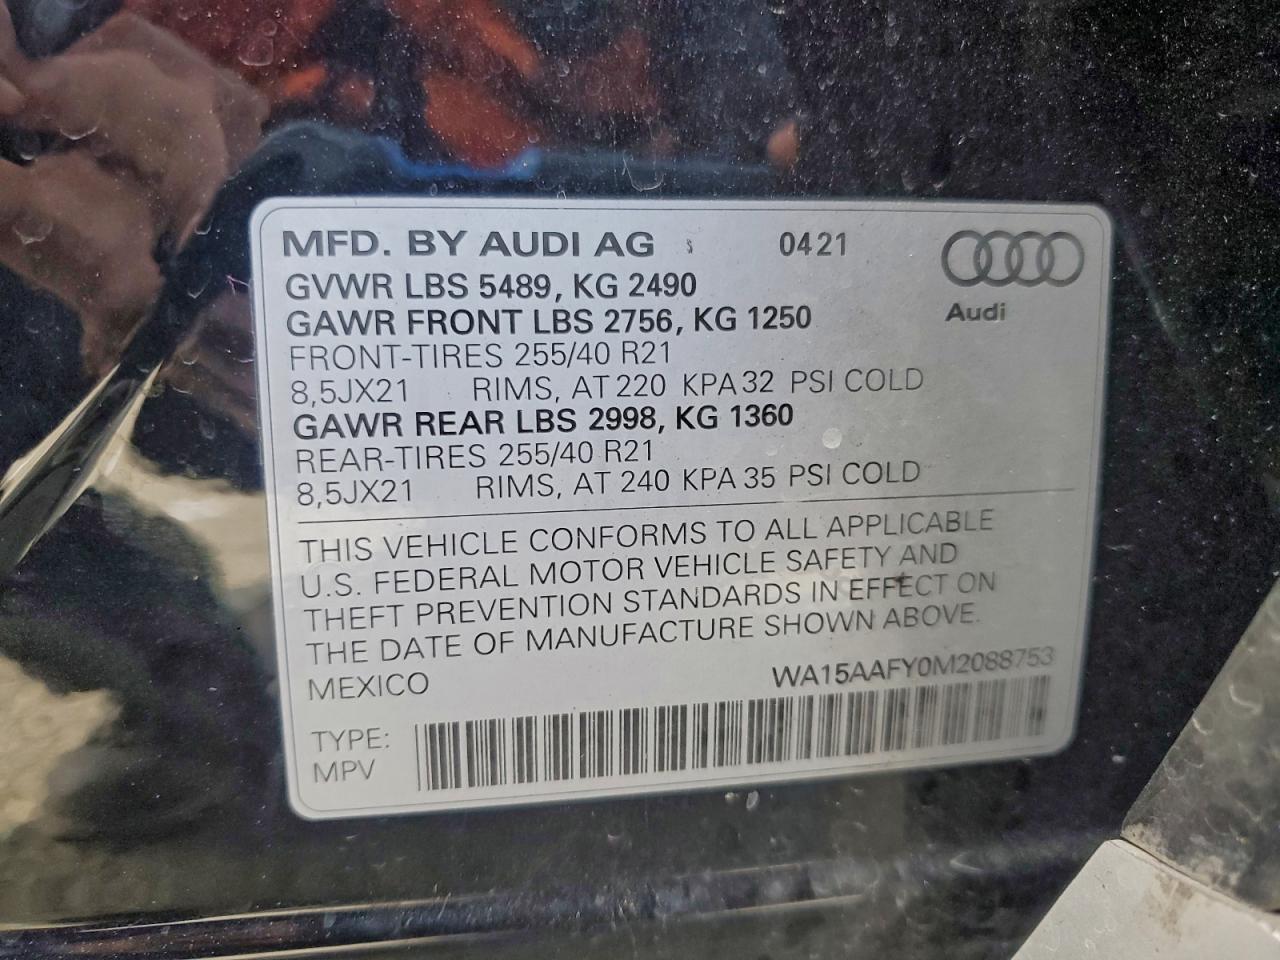 MFD. BY AUDI AG 0421
Audi
GVWR LBS 5489, KG 2490
GAWR FRONT LBS 2756, KG 1250
FRONT-TIRES 255/40 R21
8,5JX21 RIMS, AT 220 KPA 32 PSI COLD
GAWR REAR LBS 2998, KG 1360
REAR-TIRES 255/40 R21
8,5JX21 RIMS, AT 240 KPA 35 PSI COLD
THIS VEHICLE CONFORMS TO ALL APPLICABLE
U.S. FEDERAL MOTOR VEHICLE SAFETY AND
THEFT PREVENTION STANDARDS IN EFFECT ON
THE DATE OF MANUFACTURE SHOWN ABOVE.
MEXICO WA15AAFY0M2088753
TYPE:
MPV